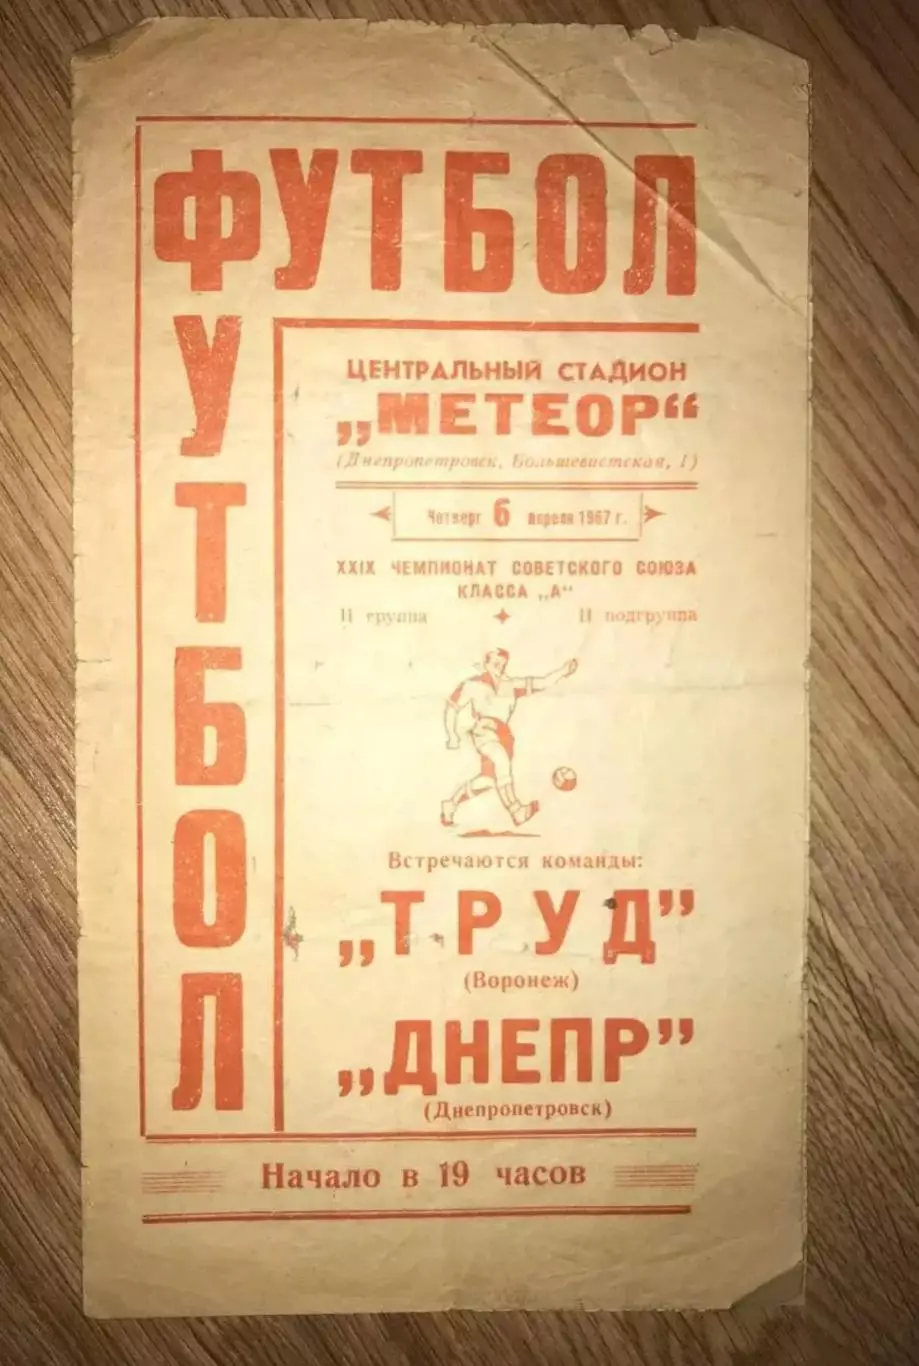 ФУТБОЛ
ФУТБОЛ
ЦЕНТРАЛЬНЫЙ СТАДИОН
„МЕТЕОР“
(Днепропетровск, Большевистская, 1)
Четверг 6 апреля 1967 г.
XXIX ЧЕМПИОНАТ СОВЕТСКОГО СОЮЗА
КЛАССА „А“
II группа II подгруппа
Встречаются команды:
„ТРУД”
(Воронеж)
„ДНЕПР”
(Днепропетровск)
Начало в 19 часов